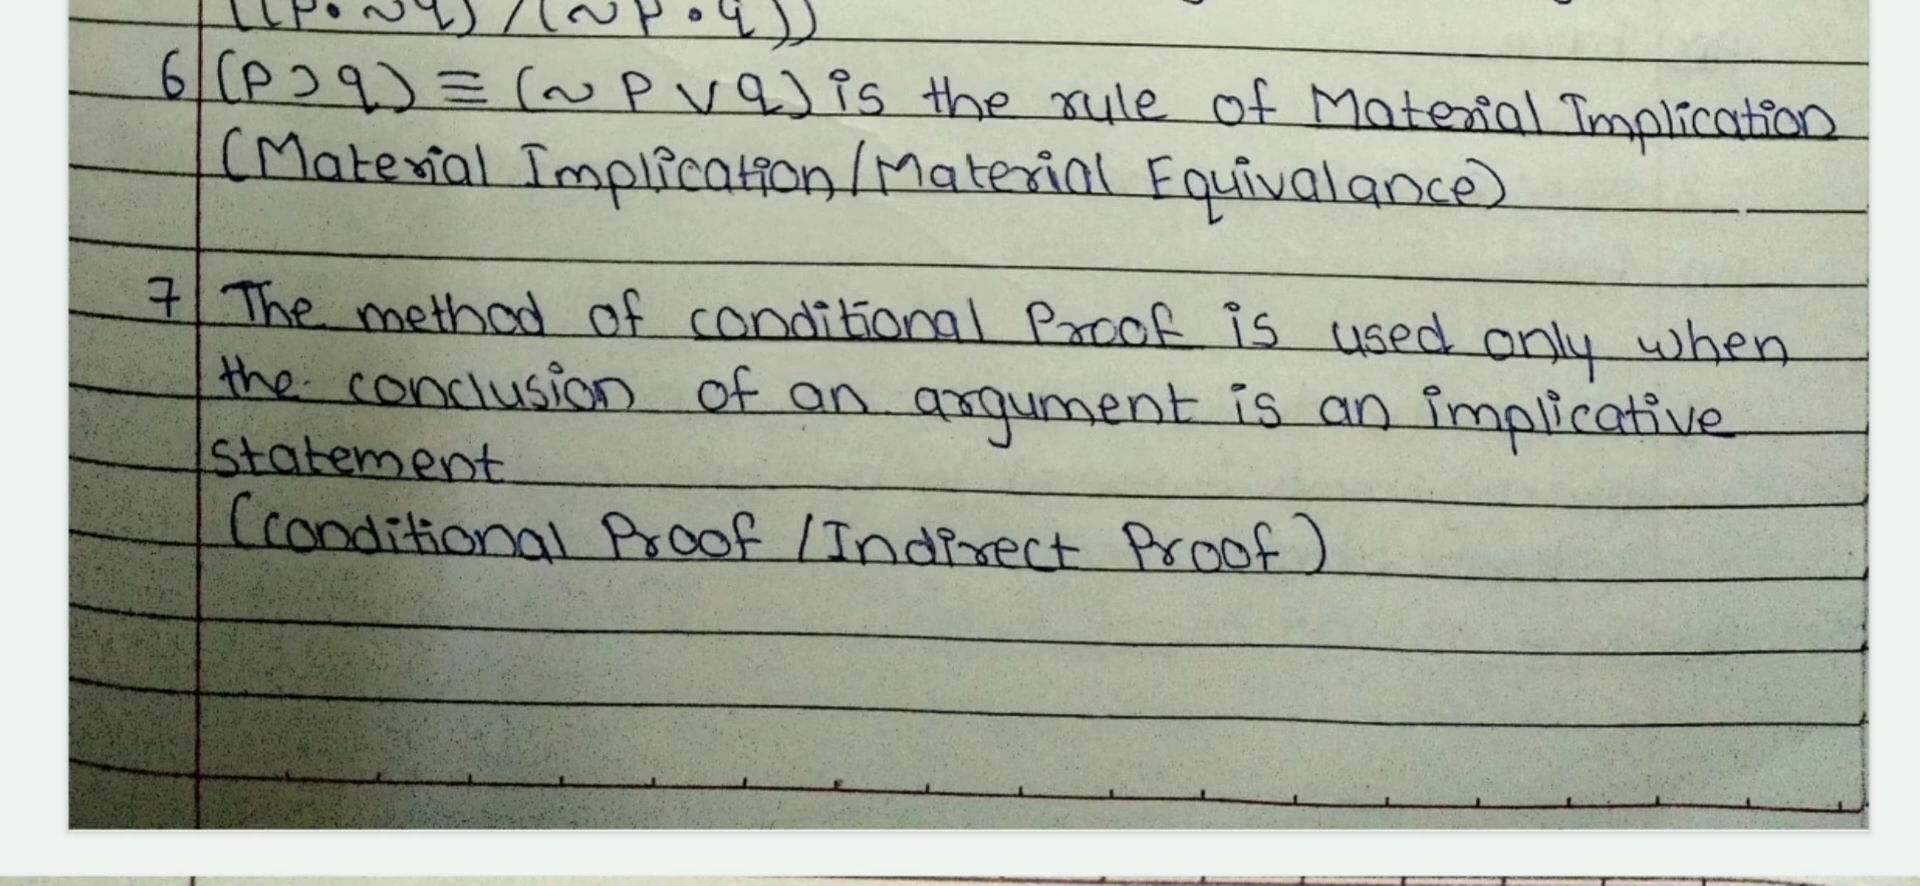 ((p . ~ q) / (~ p . q))
6 (p ⊃ q) ≡ (~ p v q) is the rule of Material Implication
(Material Implication / Material Equivalance)
7 The method of conditional Proof is used only when
the conclusion of an argument is an implicative
statement
(conditional Proof / Indirect Proof)